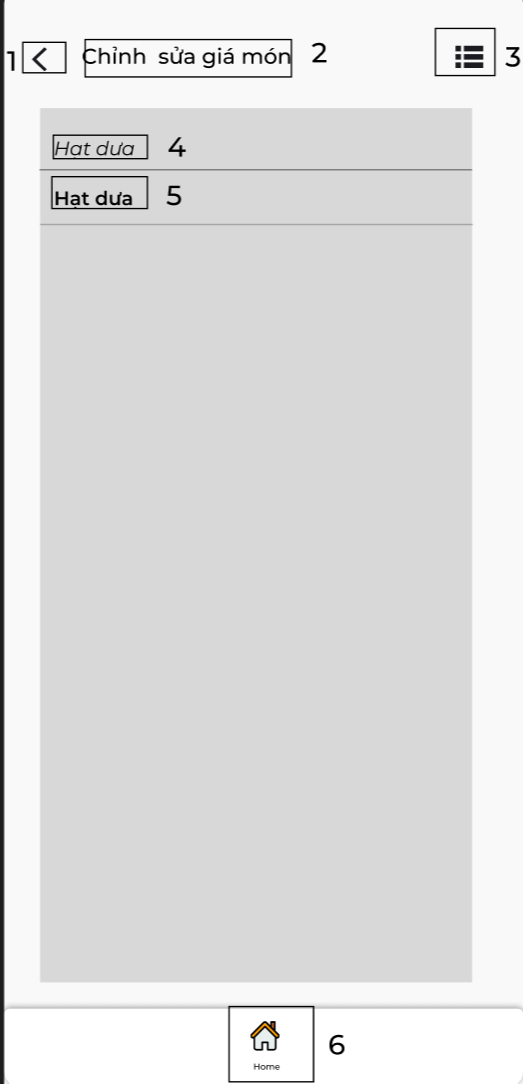 1 < Chỉnh sửa giá món 2 3
Hạt dưa 4
Hạt dưa 5
Home 6